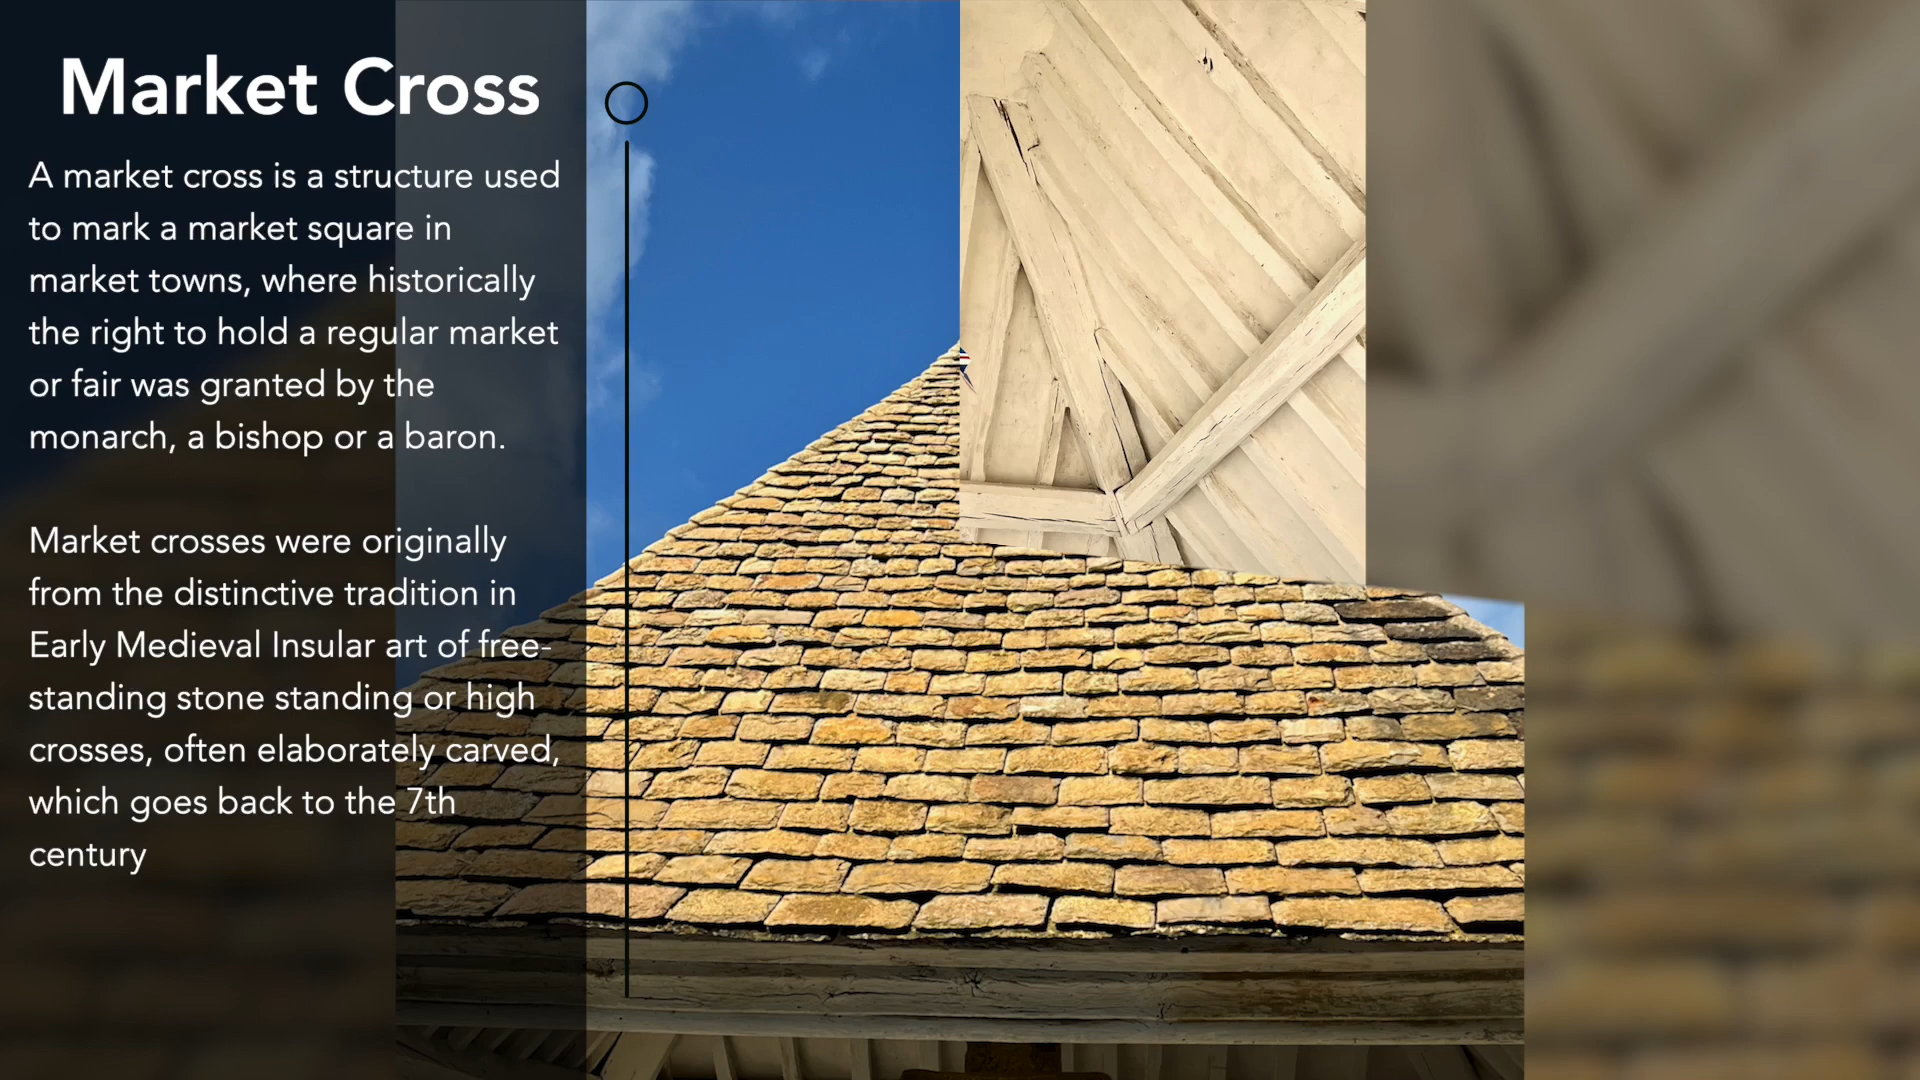 Market Cross
A market cross is a structure used
to mark a market square in
market towns, where historically
the right to hold a regular market
or fair was granted by the
monarch, a bishop or a baron.
Market crosses were originally
from the distinctive tradition in
Early Medieval Insular art of free-
standing stone standing or high
crosses, often elaborately carved,
which goes back to the 7th
century